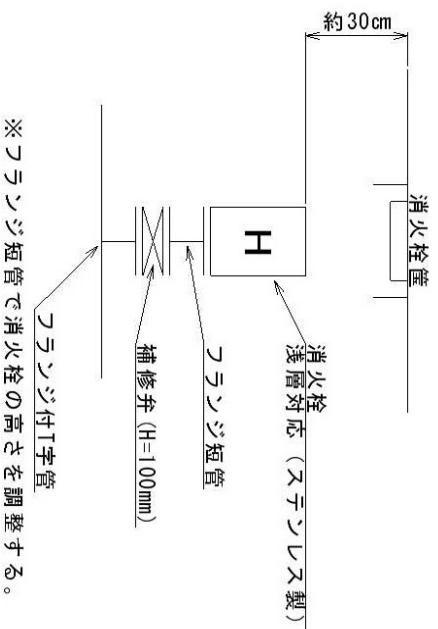 約30cm
消火栓筐
H
消火栓
浅層対応（ステンレス製）
フランジ短管
補修弁(H=100mm)
フランジ付T字管
※フランジ短管で消火栓の高さを調整する。